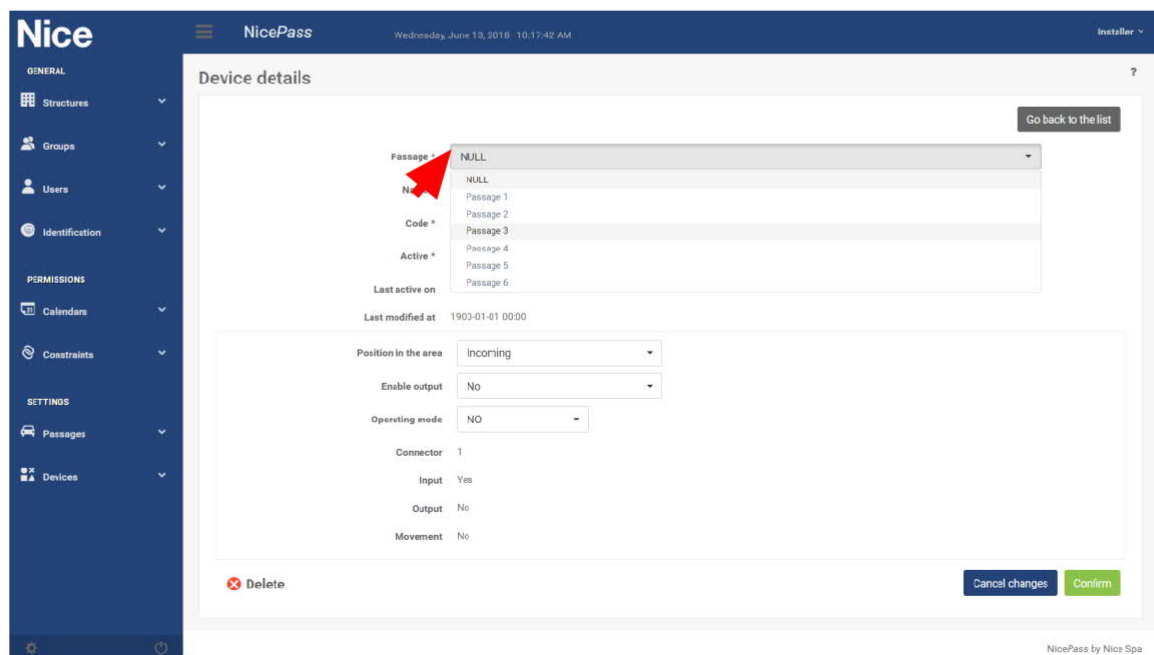 Nice
NicePass
Wednesday, June 13, 2018 10:17:42 AM
Installer
GENERAL
Structures
Groups
Users
Identification
PERMISSIONS
Calendars
Constraints
SETTINGS
Passages
Devices
Device details
?
Go back to the list
Passage *
NULL
NULL
Passage 1
Passage 2
Passage 3
Passage 4
Passage 5
Passage 6
Code *
Active *
Last active on
Last modified at 1903-01-01 00:00
Position in the area Incoming
Enable output No
Operating mode NO
Connector 1
Input Yes
Output No
Movement No
Delete
Cancel changes
Confirm
NicePass by Nice Spa